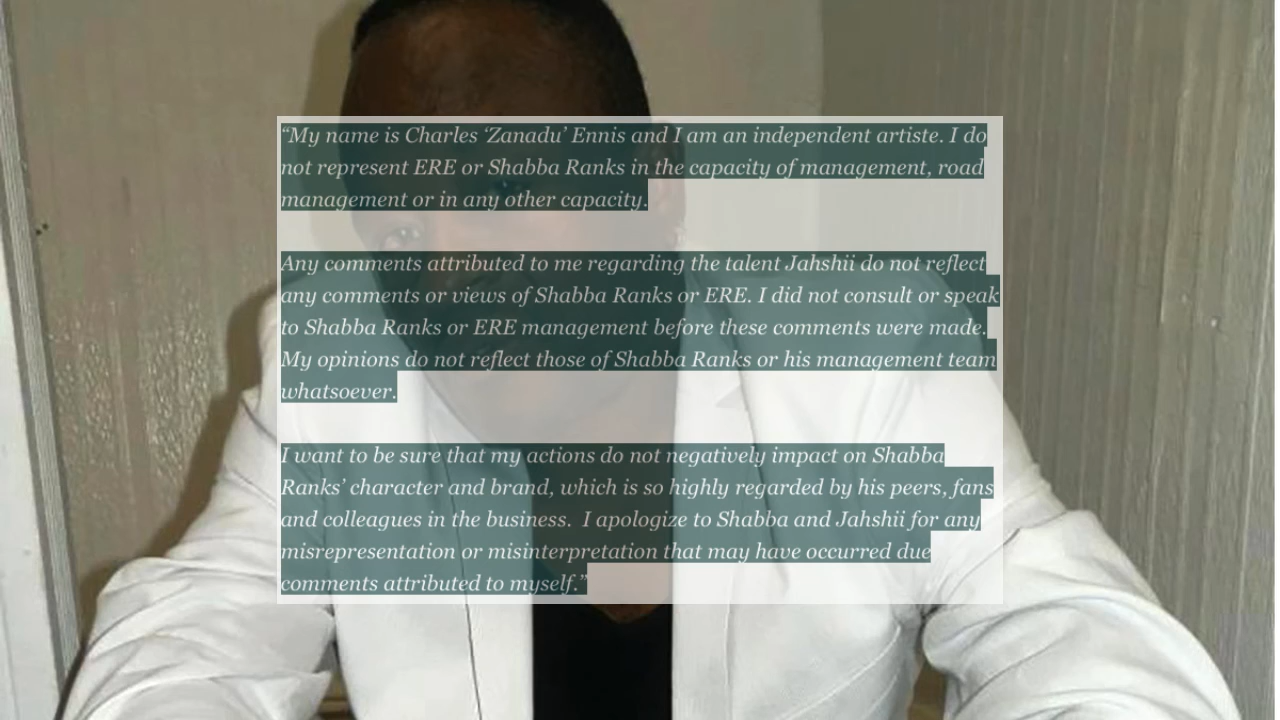 “My name is Charles ‘Zanadu’ Ennis and I am an independent artiste. I do
not represent ERE or Shabba Ranks in the capacity of management, road
management or in any other capacity.
Any comments attributed to me regarding the talent Jahshii do not reflect
any comments or views of Shabba Ranks or ERE. I did not consult or speak
to Shabba Ranks or ERE management before these comments were made.
My opinions do not reflect those of Shabba Ranks or his management team
whatsoever.
I want to be sure that my actions do not negatively impact on Shabba
Ranks’ character and brand, which is so highly regarded by his peers, fans
and colleagues in the business.  I apologize to Shabba and Jahshii for any
misrepresentation or misinterpretation that may have occurred due
comments attributed to myself.”